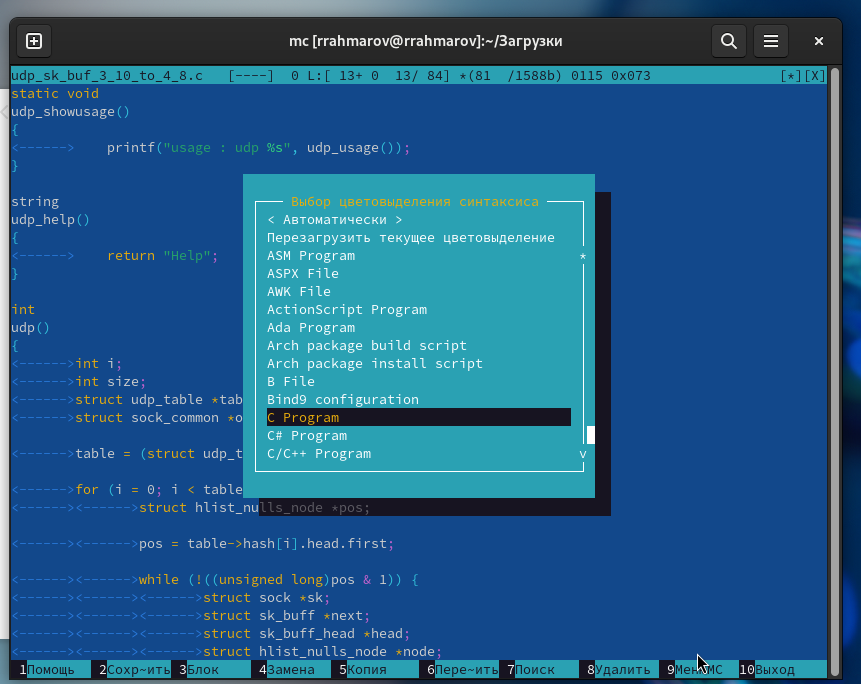 mc [rrahmarov@rrahmarov]:~/Загрузки
udp_sk_buf_3_10_to_4_8.c   [----]  0 L:[ 13+ 0  13/ 84] *(81  /1588b) 0115 0x073                [*][X]
static void
udp_showusage()
{
<------>    printf("usage : udp %s", udp_usage());
}
string
udp_help()
{
<------>    return "Help";
}
int
udp()
{
<------>int i;
<------>int size;
<------>struct udp_table *tab
<------>struct sock_common *o
<------>table = (struct udp_t
<------>for (i = 0; i < table
<------><------>struct hlist_nulls_node *pos;
<------><------>pos = table->hash[i].head.first;
<------><------>while (!((unsigned long)pos & 1)) {
<------><------><------>struct sock *sk;
<------><------><------>struct sk_buff *next;
<------><------><------>struct sk_buff_head *head;
<------><------><------>struct hlist_nulls_node *node;
Выбор цветовыделения синтаксиса
< Автоматически >
Перезагрузить текущее цветовыделение
ASM Program
ASPX File
AWK File
ActionScript Program
Ada Program
Arch package build script
Arch package install script
B File
Bind9 configuration
C Program
C# Program
C/C++ Program
1Помощь 2Сохр~ить 3Блок 4Замена 5Копия 6Пере~ить 7Поиск 8Удалить 9МенюMC 10Выход